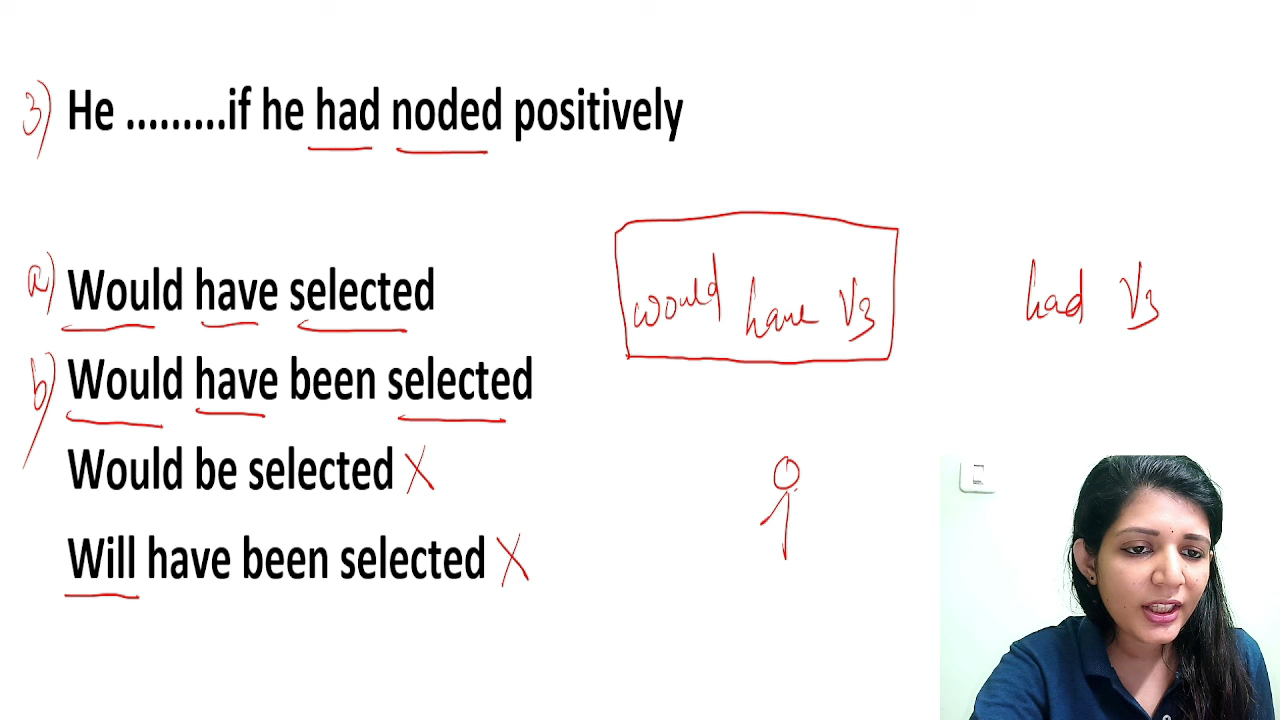 3) He .........if he had noded positively
a) Would have selected
would have V3
had V3
b) Would have been selected
Would be selected X
Will have been selected X